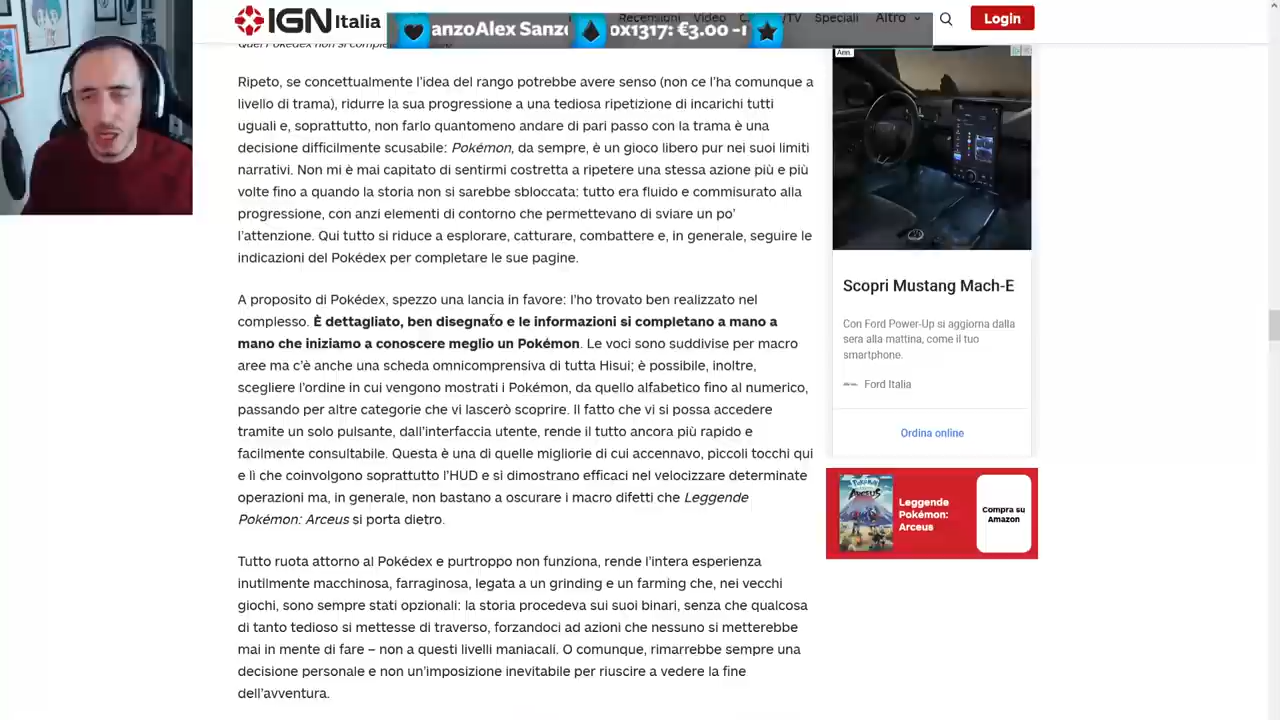 IGN Italia
Recensioni Video TV Speciali Altro
Login
anzoAlex Sanz
ox1317: €3.00
Quel Pokédex non si
Ripeto, se concettualmente l'idea del rango potrebbe avere senso (non ce l'ha comunque a
livello di trama), ridurre la sua progressione a una tediosa ripetizione di incarichi tutti
uguali e, soprattutto, non farlo quantomeno andare di pari passo con la trama è una
decisione difficilmente scusabile: Pokémon, da sempre, è un gioco libero pur nei suoi limiti
narrativi. Non mi è mai capitato di sentirmi costretta a ripetere una stessa azione più e più
volte fino a quando la storia non si sarebbe sbloccata: tutto era fluido e commisurato alla
progressione, con anzi elementi di contorno che permettevano di sviare un po'
l'attenzione. Qui tutto si riduce a esplorare, catturare, combattere e, in generale, seguire le
indicazioni del Pokédex per completare le sue pagine.
A proposito di Pokédex, spezzo una lancia in favore: l'ho trovato ben realizzato nel
complesso. È dettagliato, ben disegnato e le informazioni si completano a mano a
mano che iniziamo a conoscere meglio un Pokémon. Le voci sono suddivise per macro
aree ma c'è anche una scheda omnicomprensiva di tutta Hisui; è possibile, inoltre,
scegliere l'ordine in cui vengono mostrati i Pokémon, da quello alfabetico fino al numerico,
passando per altre categorie che vi lascerò scoprire. Il fatto che vi si possa accedere
tramite un solo pulsante, dall'interfaccia utente, rende il tutto ancora più rapido e
facilmente consultabile. Questa è una di quelle migliorie di cui accennavo, piccoli tocchi qui
e lì che coinvolgono soprattutto l'HUD e si dimostrano efficaci nel velocizzare determinate
operazioni ma, in generale, non bastano a oscurare i macro difetti che Leggende
Pokémon: Arceus si porta dietro.
Tutto ruota attorno al Pokédex e purtroppo non funziona, rende l'intera esperienza
inutilmente macchinosa, farraginosa, legata a un grinding e un farming che, nei vecchi
giochi, sono sempre stati opzionali: la storia procedeva sui suoi binari, senza che qualcosa
di tanto tedioso si mettesse di traverso, forzandoci ad azioni che nessuno si metterebbe
mai in mente di fare – non a questi livelli maniacali. O comunque, rimarrebbe sempre una
decisione personale e non un'imposizione inevitabile per riuscire a vedere la fine
dell'avventura.
Ann.
Scopri Mustang Mach-E
Con Ford Power-Up si aggiorna dalla
sera alla mattina, come il tuo
smartphone.
Ford Italia
Ordina online
ARCEUS
Leggende
Pokémon:
Arceus
Compra su
Amazon